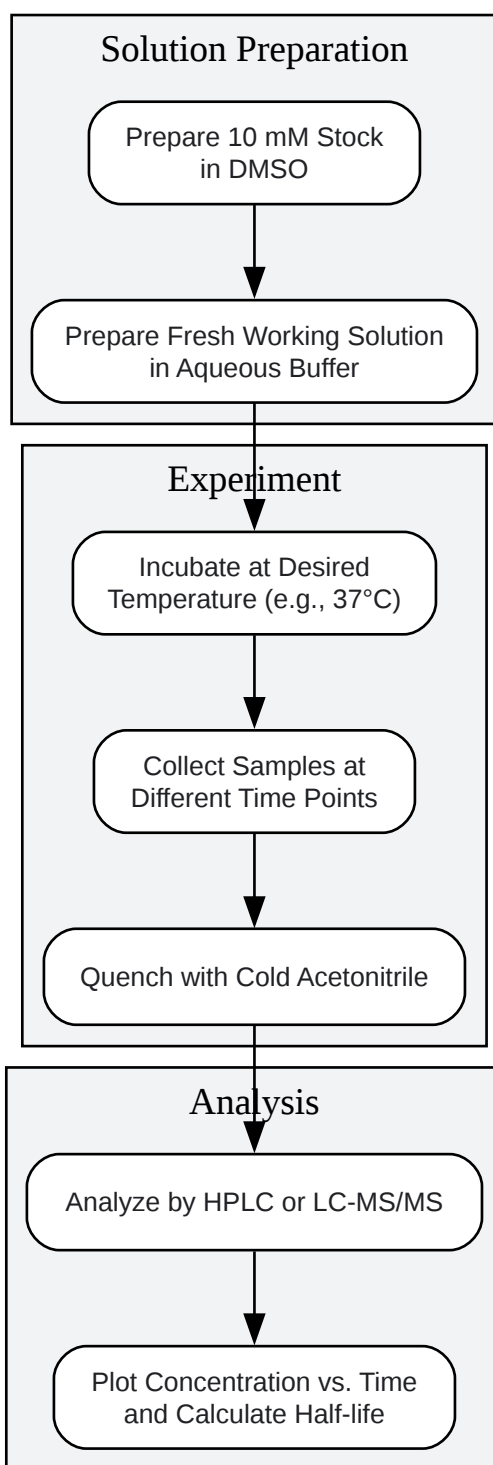 Solution Preparation
Prepare 10 mM Stock
in DMSO
Prepare Fresh Working Solution
in Aqueous Buffer
Experiment
Incubate at Desired
Temperature (e.g., 37°C)
Collect Samples at
Different Time Points
Quench with Cold Acetonitrile
Analysis
Analyze by HPLC or LC-MS/MS
Plot Concentration vs. Time
and Calculate Half-life